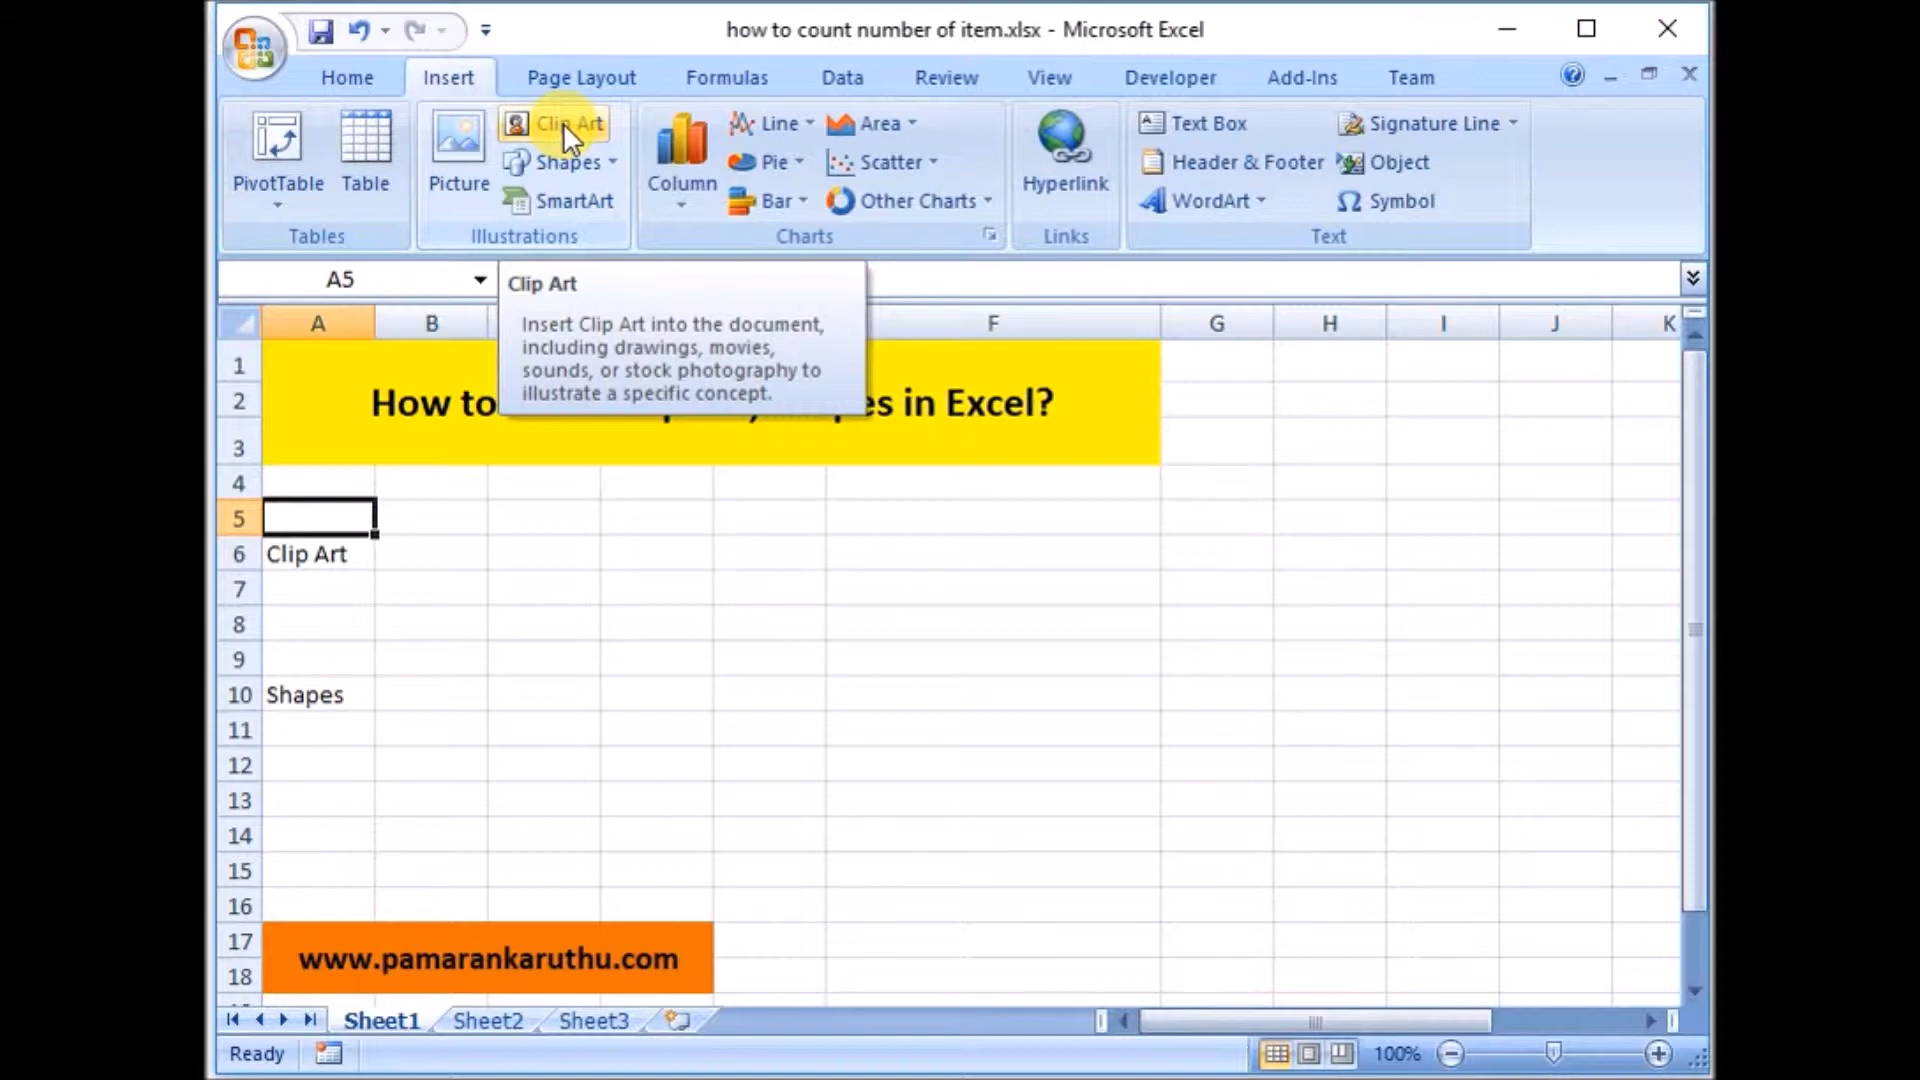 how to count number of item.xlsx - Microsoft Excel
Home Insert Page Layout Formulas Data Review View Developer Add-Ins Team
PivotTable
Table
Tables
Picture
Clip Art
Shapes
SmartArt
Illustrations
Column
Line
Pie
Bar
Area
Scatter
Other Charts
Charts
Hyperlink
Links
Text Box
Header & Footer
WordArt
Signature Line
Object
Symbol
Text
A5
Clip Art
Insert Clip Art into the document,
including drawings, movies,
sounds, or stock photography to
illustrate a specific concept.
A B F G H I J K
1
2
3
How to
es in Excel?
4
5
6 Clip Art
7
8
9
10 Shapes
11
12
13
14
15
16
17
18
www.pamarankaruthu.com
Sheet1 Sheet2 Sheet3
Ready 100%